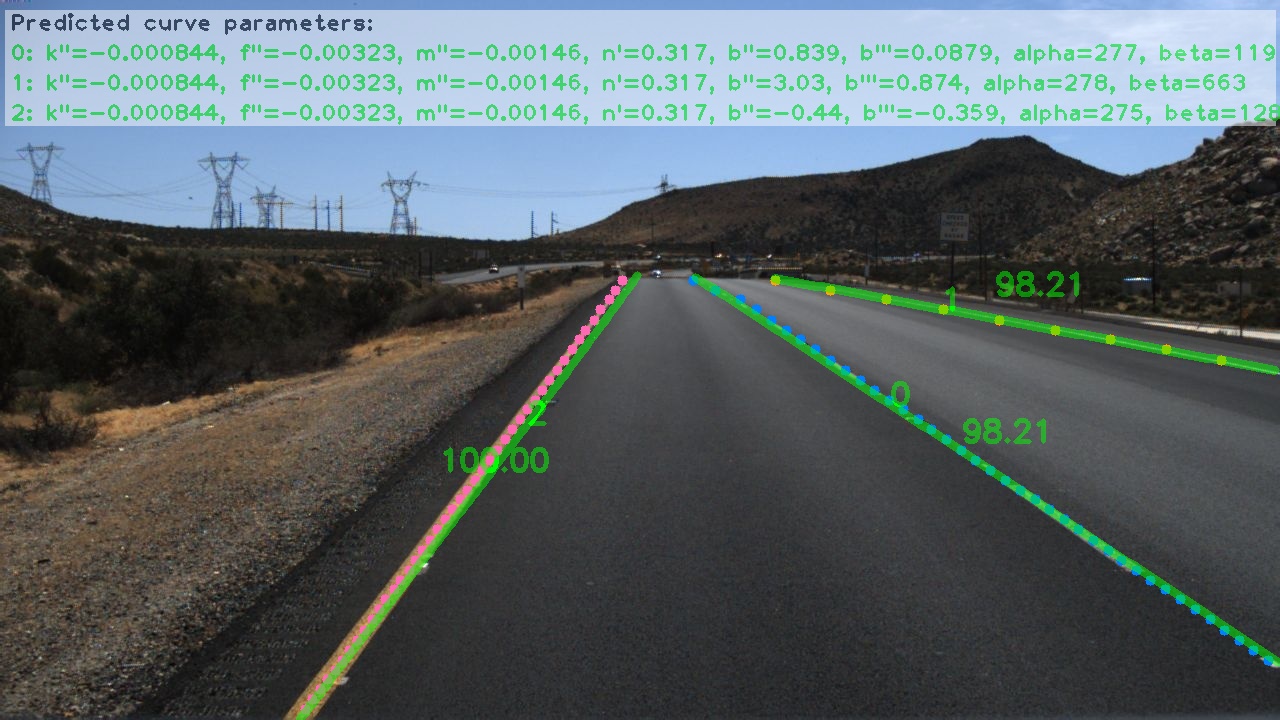 Predicted curve parameters:
0: k"=-0.000844, f"=-0.00323, m"=-0.00146, n'=0.317, b"=0.839, b'''=0.0879, alpha=277, beta=119
1: k"=-0.000844, f"=-0.00323, m"=-0.00146, n'=0.317, b"=3.03, b'''=0.874, alpha=278, beta=663
2: k"=-0.000844, f"=-0.00323, m"=-0.00146, n'=0.317, b"=-0.44, b'''=-0.359, alpha=275, beta=128
1 98.21
0
2
98.21
100.00